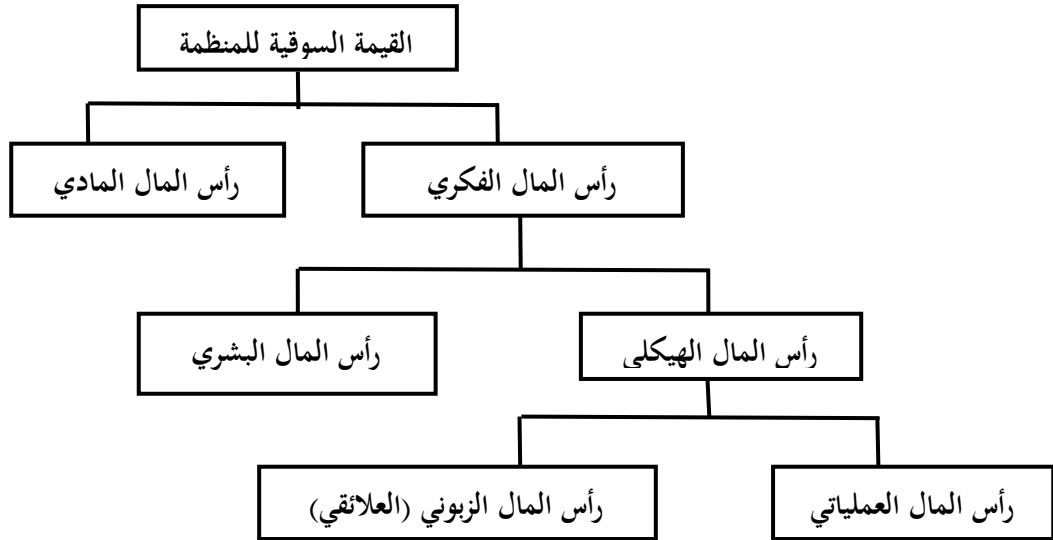 القيمة السوقية للمنظمة
رأس المال الفكري
رأس المال المادي
رأس المال الهيكلي
رأس المال البشري
رأس المال العملياتي
رأس المال الزبوني (العلائقي)